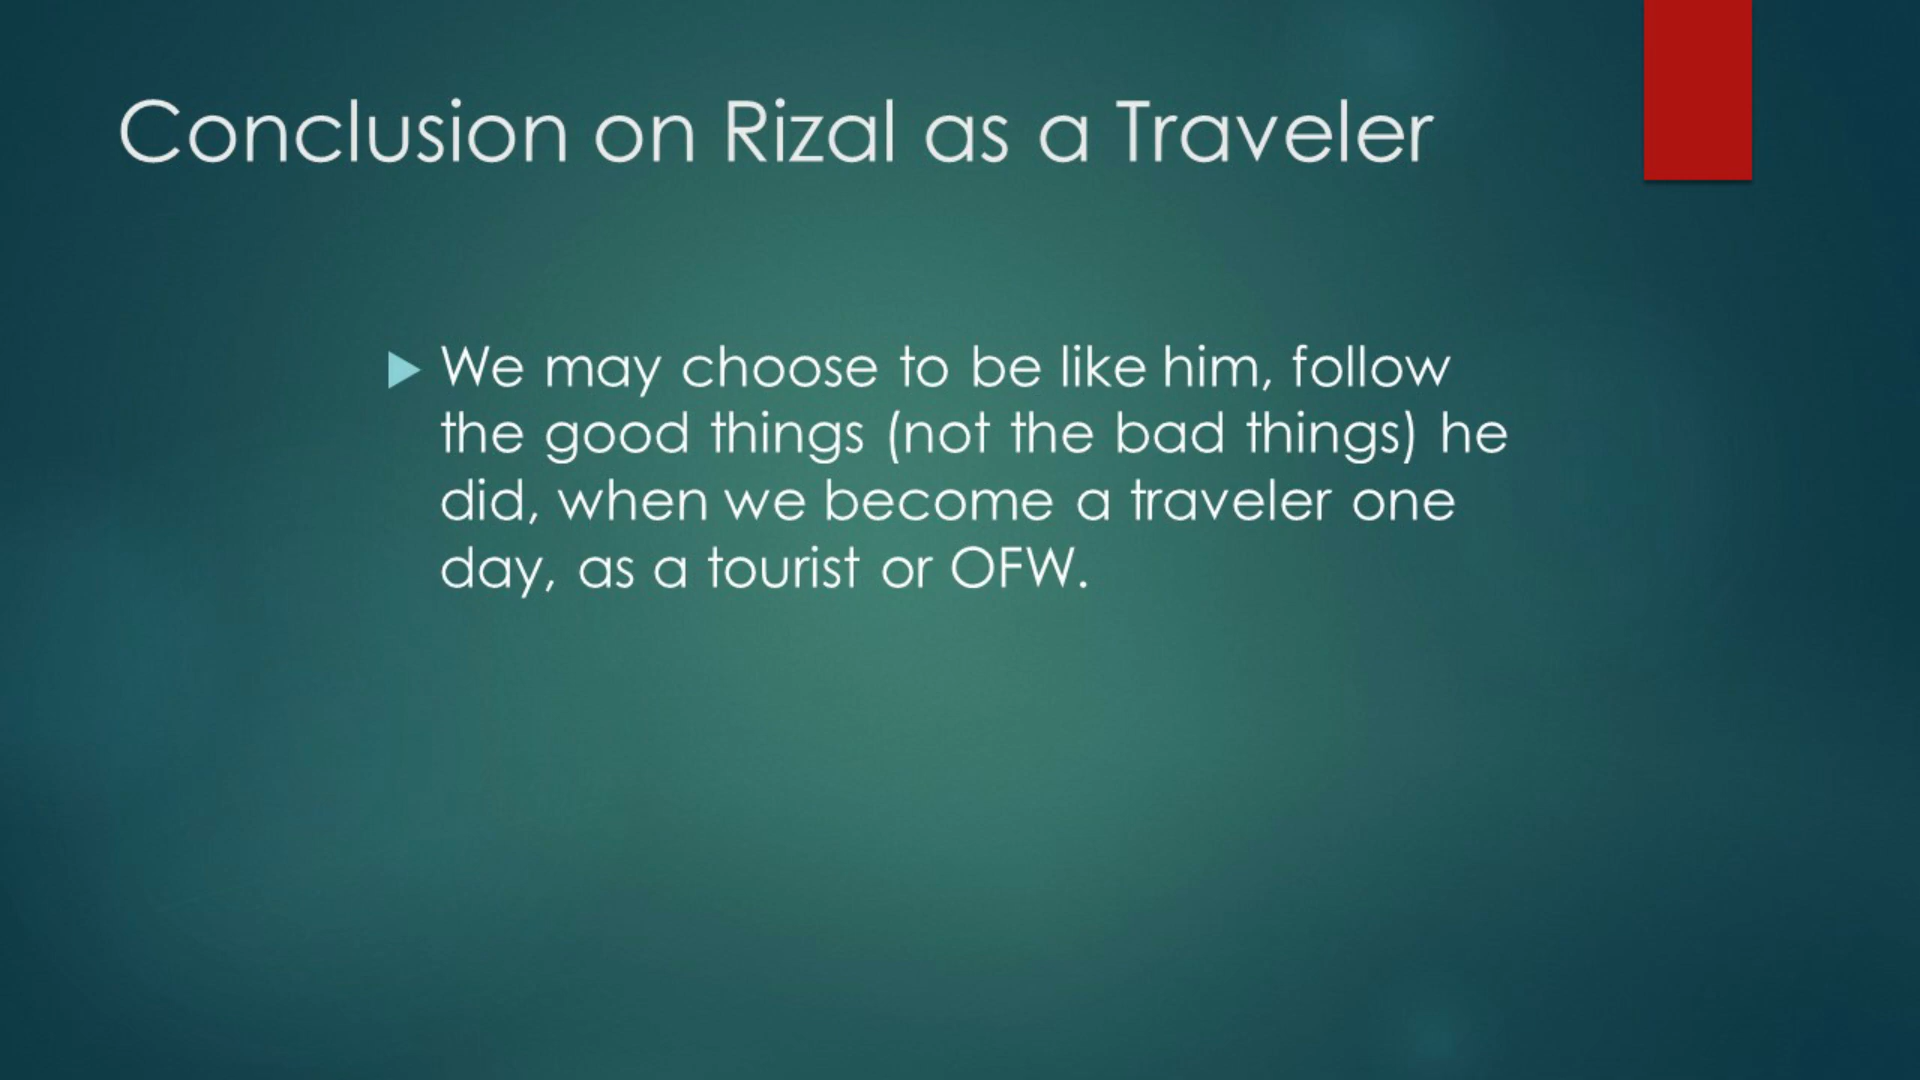 Conclusion on Rizal as a Traveler
We may choose to be like him, follow
the good things (not the bad things) he
did, when we become a traveler one
day, as a tourist or OFW.